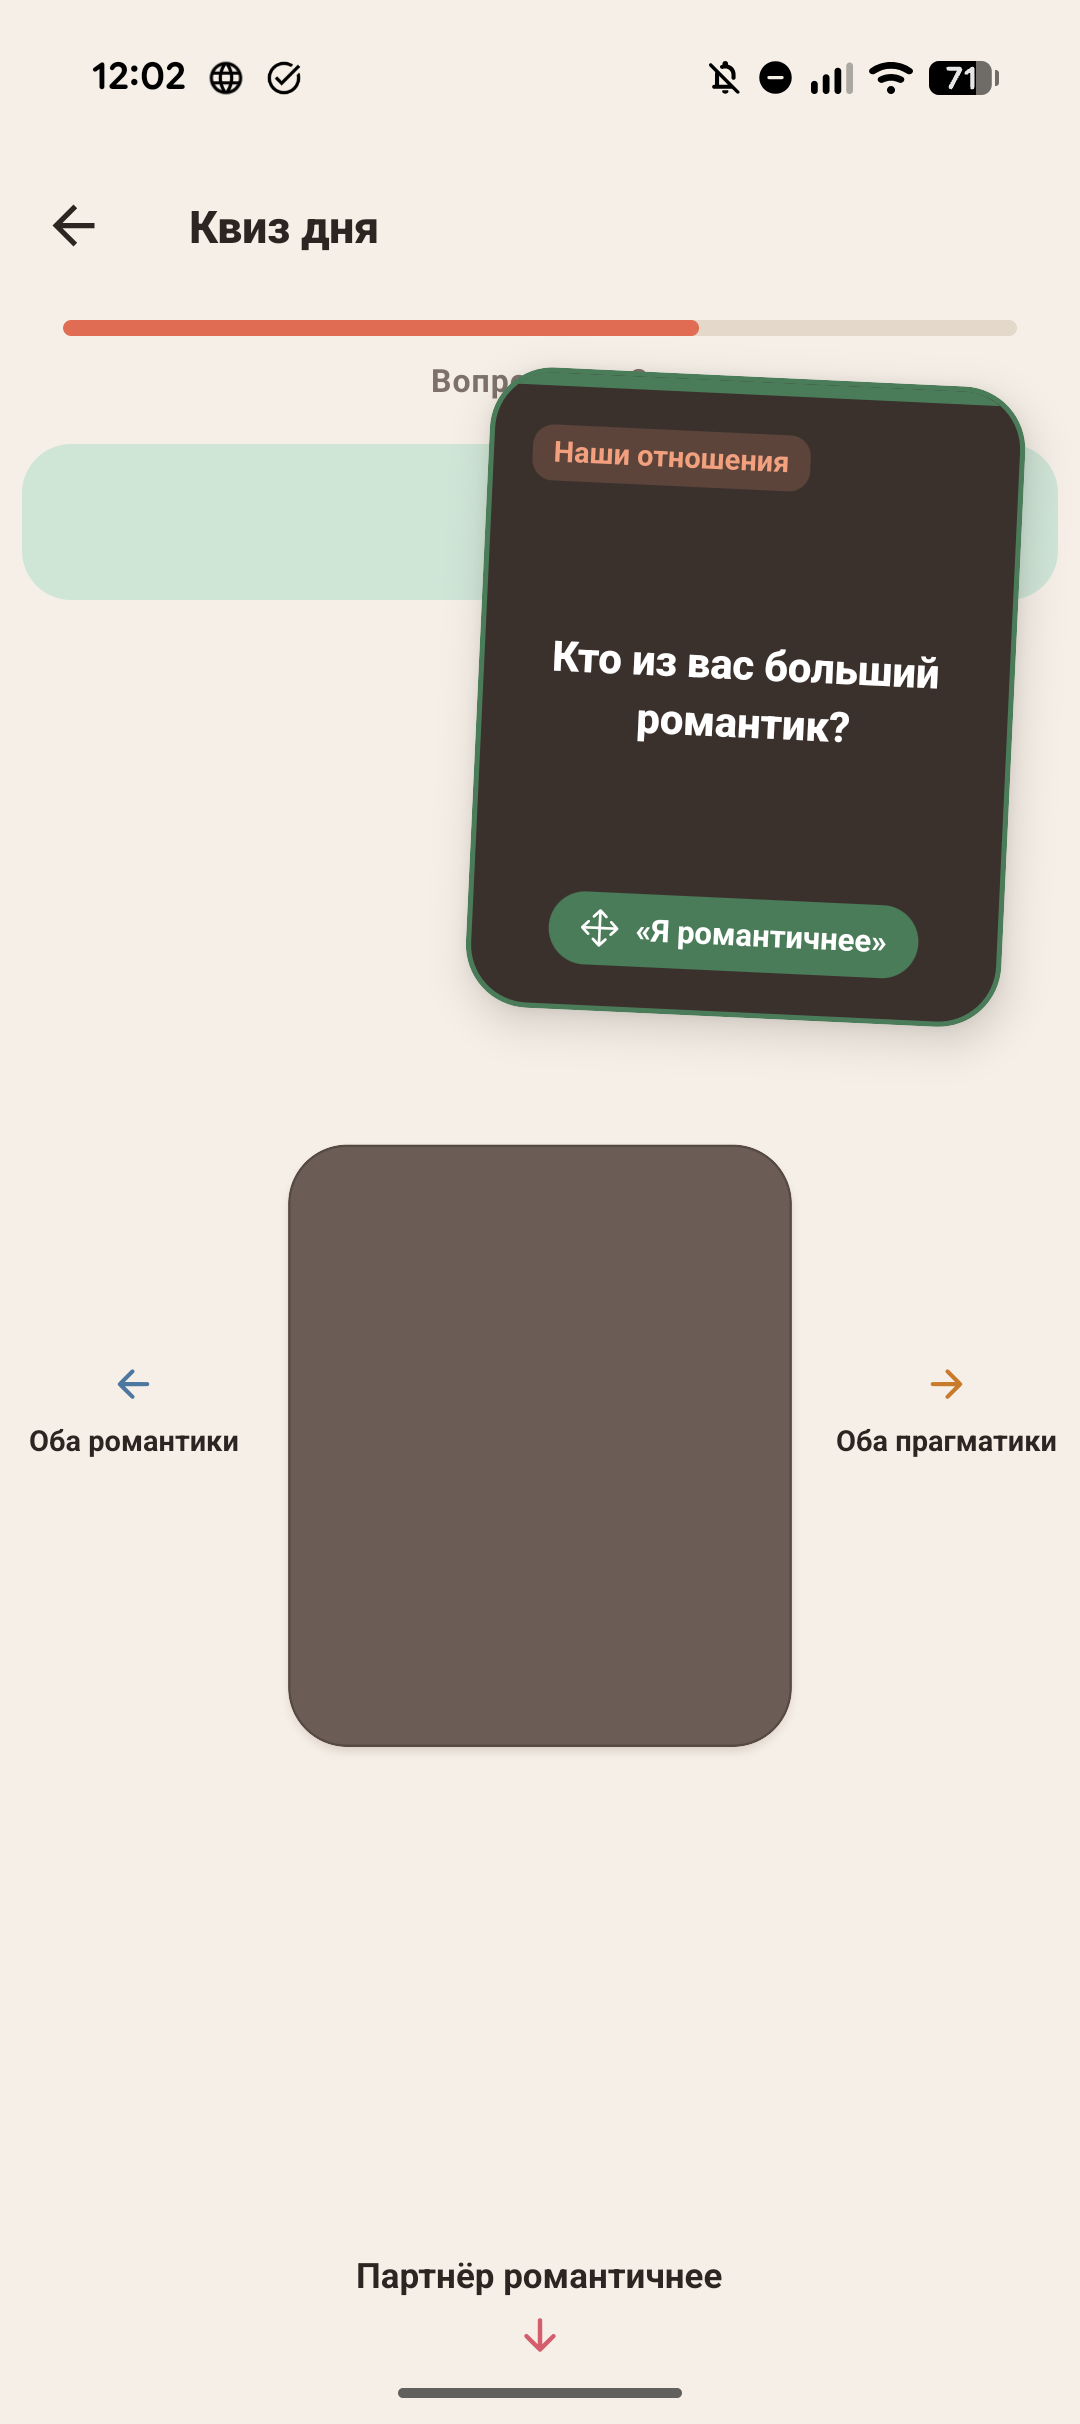 12:02
71
Квиз дня
Наши отношения
Кто из вас больший
романтик?
«Я романтичнее»
Оба романтики
Оба прагматики
Партнёр романтичнее